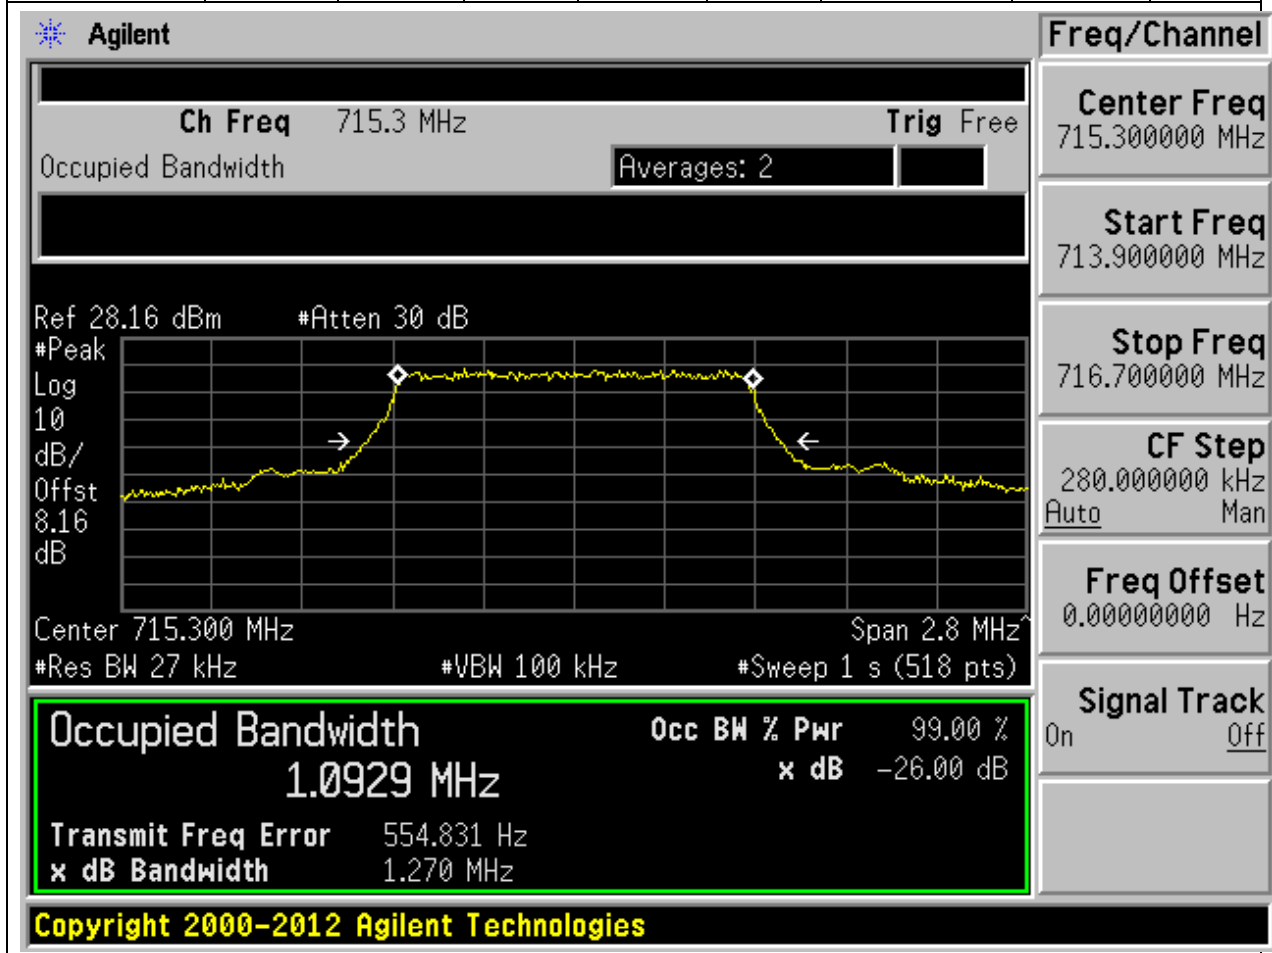 Agilent
Freq/Channel
Ch Freq 715.3 MHz Trig Free
Occupied Bandwidth Averages: 2
Center Freq
715.300000 MHz
Start Freq
713.900000 MHz
Stop Freq
716.700000 MHz
CF Step
280.000000 kHz
Auto Man
Freq Offset
0.00000000 Hz
Signal Track
On Off
Ref 28.16 dBm #Atten 30 dB
#Peak
Log
10
dB/
Offst
8.16
dB
Center 715.300 MHz Span 2.8 MHz^
#Res BW 27 kHz #VBW 100 kHz #Sweep 1 s (518 pts)
Occupied Bandwidth Occ BW % Pwr 99.00 %
1.0929 MHz x dB -26.00 dB
Transmit Freq Error 554.831 Hz
x dB Bandwidth 1.270 MHz
Copyright 2000-2012 Agilent Technologies